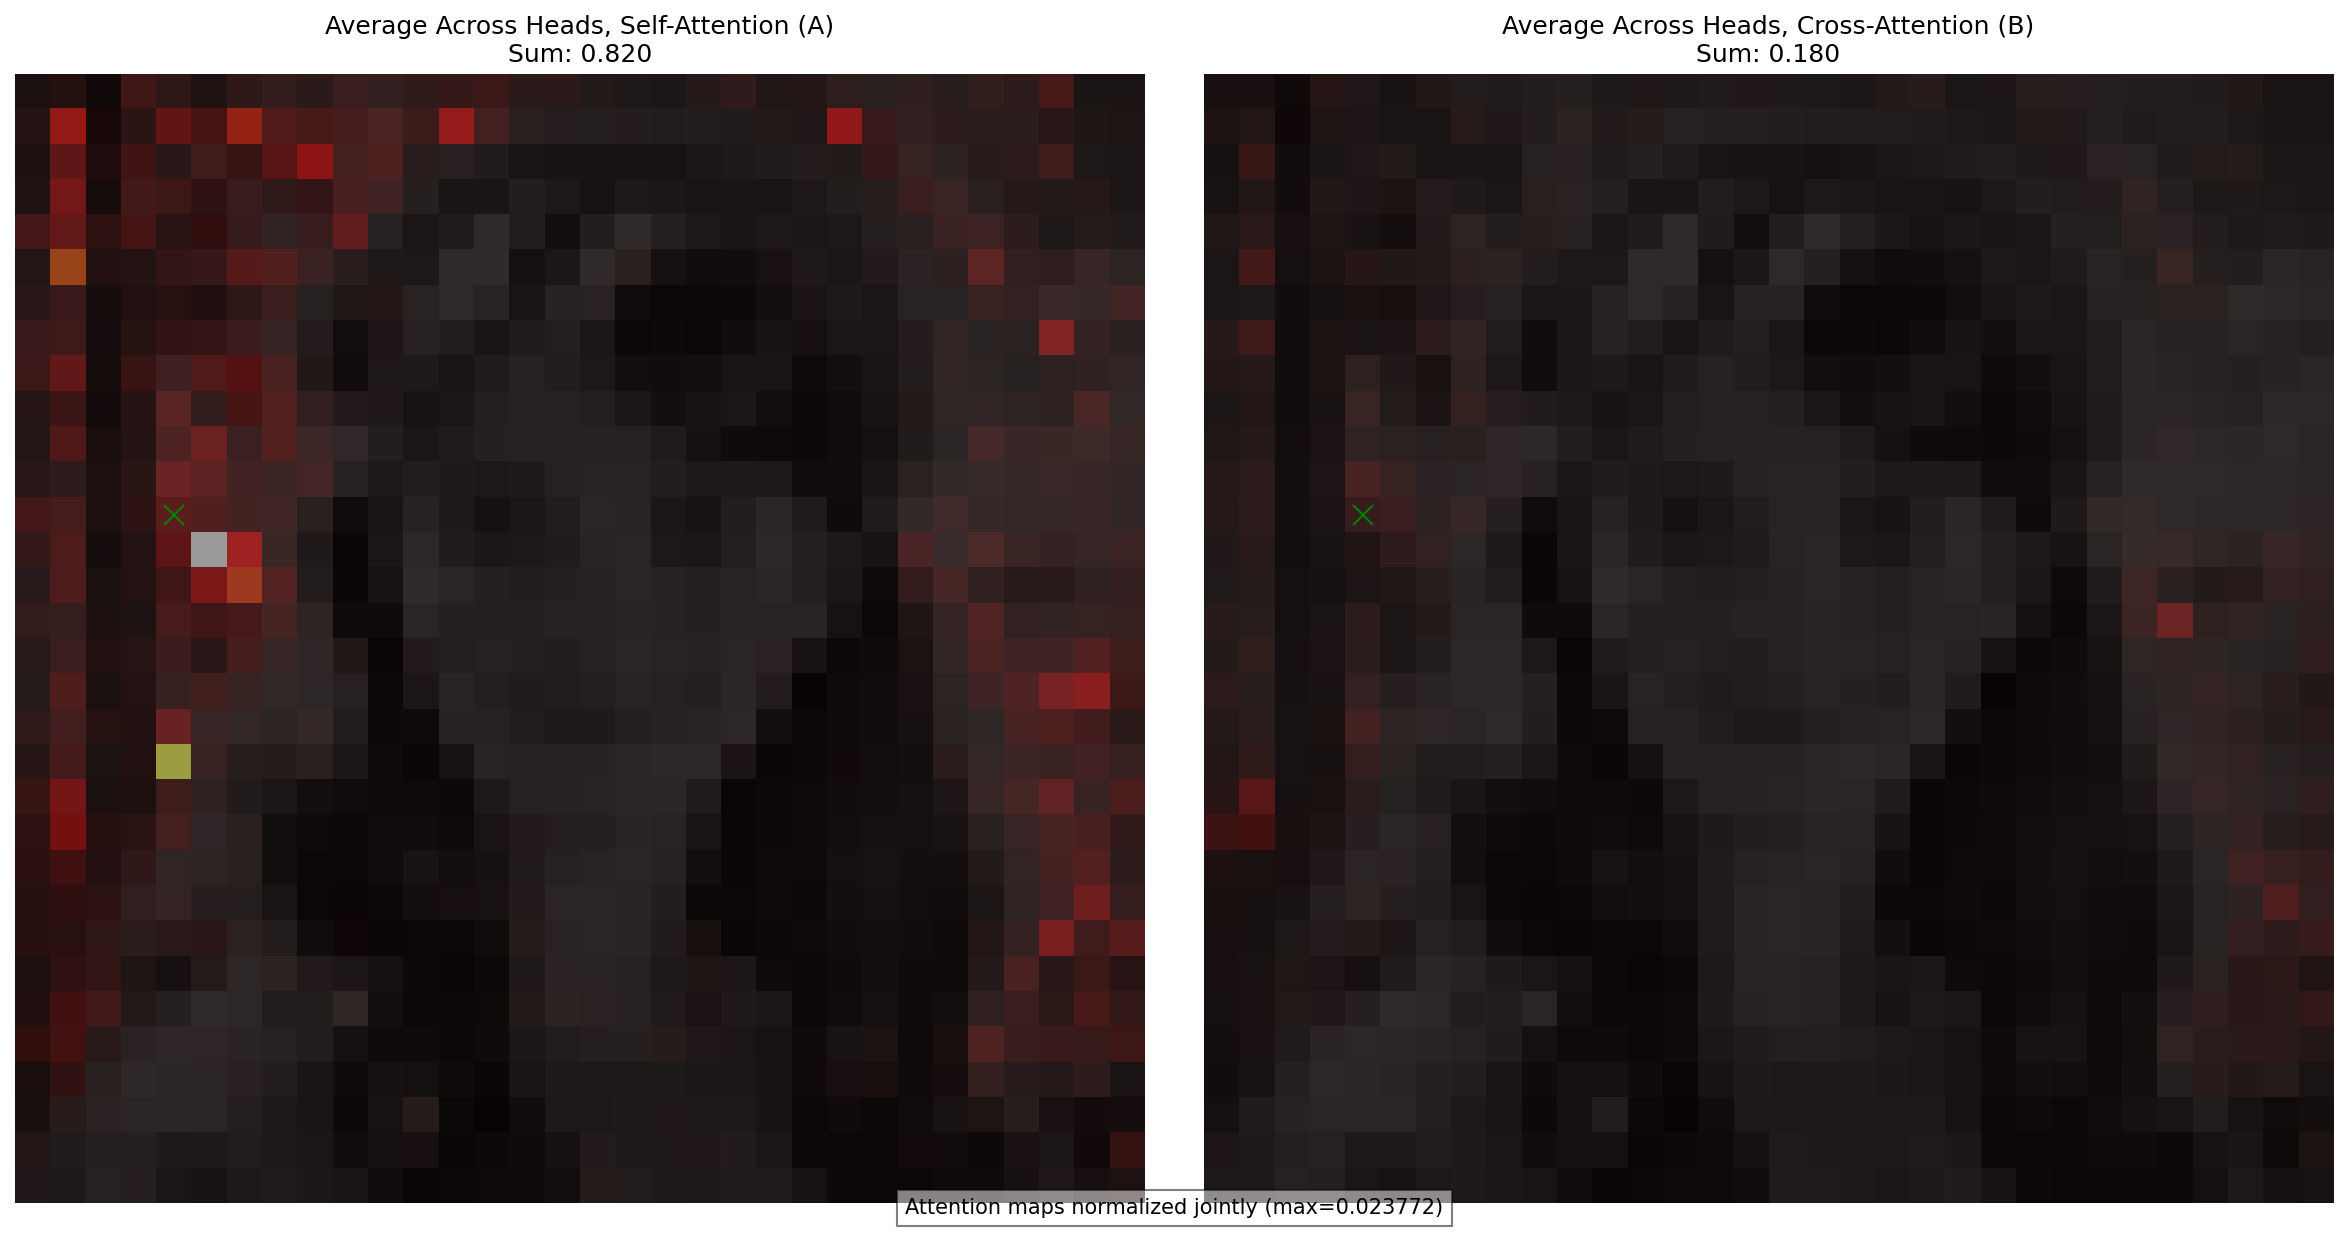 Average Across Heads, Self-Attention (A)
Sum: 0.820
Average Across Heads, Cross-Attention (B)
Sum: 0.180
Attention maps normalized jointly (max=0.023772)